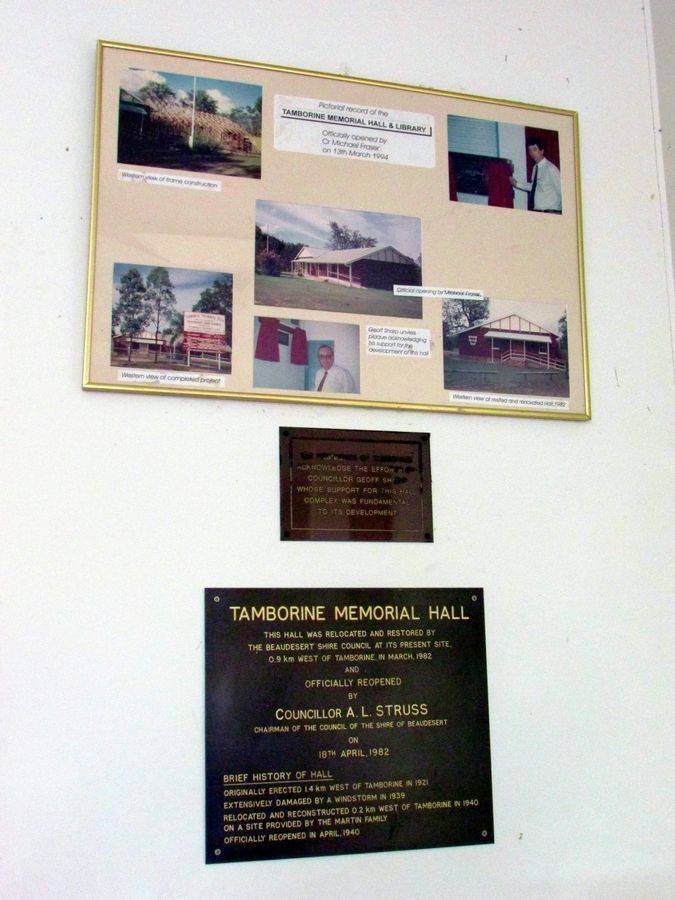 Pictorial record of the
TAMBORINE MEMORIAL HALL & LIBRARY
Officially opened by
Cr Michael Fraser
on 13th March 1994
Western view of frame construction
Official opening by Michael Fraser
Geoff Sharp unviels
plaque acknowledging
his support for the
development of this hall
Western view of completed project
Western view of resited and renovated Hall, 1982
OF TAMBORINE
ACKNOWLEDGE THE EFFORTS OF
COUNCILLOR GEOFF SHARP
WHOSE SUPPORT FOR THIS HALL
COMPLEX WAS FUNDAMENTAL
TO ITS DEVELOPMENT
TAMBORINE MEMORIAL HALL
THIS HALL WAS RELOCATED AND RESTORED BY
THE BEAUDESERT SHIRE COUNCIL AT ITS PRESENT SITE,
0.9 km WEST OF TAMBORINE, IN MARCH, 1982
AND
OFFICIALLY REOPENED
BY
COUNCILLOR A. L. STRUSS
CHAIRMAN OF THE COUNCIL OF THE SHIRE OF BEAUDESERT
ON
18TH APRIL, 1982
BRIEF HISTORY OF HALL
ORIGINALLY ERECTED 1.4 km WEST OF TAMBORINE IN 1921
EXTENSIVELY DAMAGED BY A WINDSTORM IN 1939
RELOCATED AND RECONSTRUCTED 0.2 km WEST OF TAMBORINE IN 1940
ON A SITE PROVIDED BY THE MARTIN FAMILY
OFFICIALLY REOPENED IN APRIL, 1940